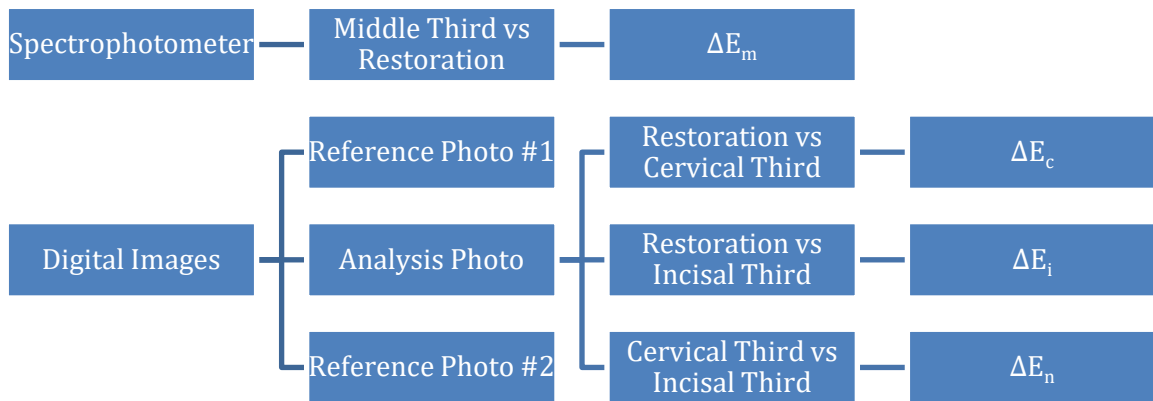 Spectrophotometer
Middle Third vs
Restoration
ΔEₘ
Digital Images
Reference Photo #1
Analysis Photo
Reference Photo #2
Restoration vs
Cervical Third
ΔE_c
Restoration vs
Incisal Third
ΔEᵢ
Cervical Third vs
Incisal Third
ΔEₙ